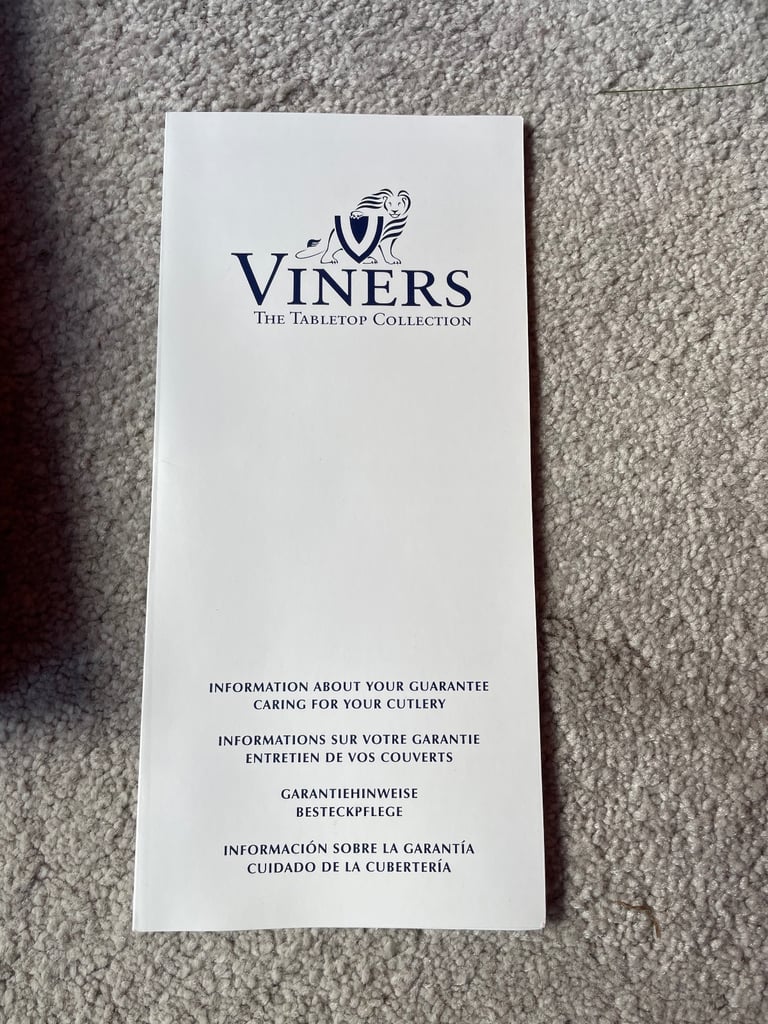 VINERS
THE TABLETOP COLLECTION
INFORMATION ABOUT YOUR GUARANTEE
CARING FOR YOUR CUTLERY
INFORMATIONS SUR VOTRE GARANTIE
ENTRETIEN DE VOS COUVERTS
GARANTIEHINWEISE
BESTECKPFLEGE
INFORMACIÓN SOBRE LA GARANTÍA
CUIDADO DE LA CUBERTERÍA